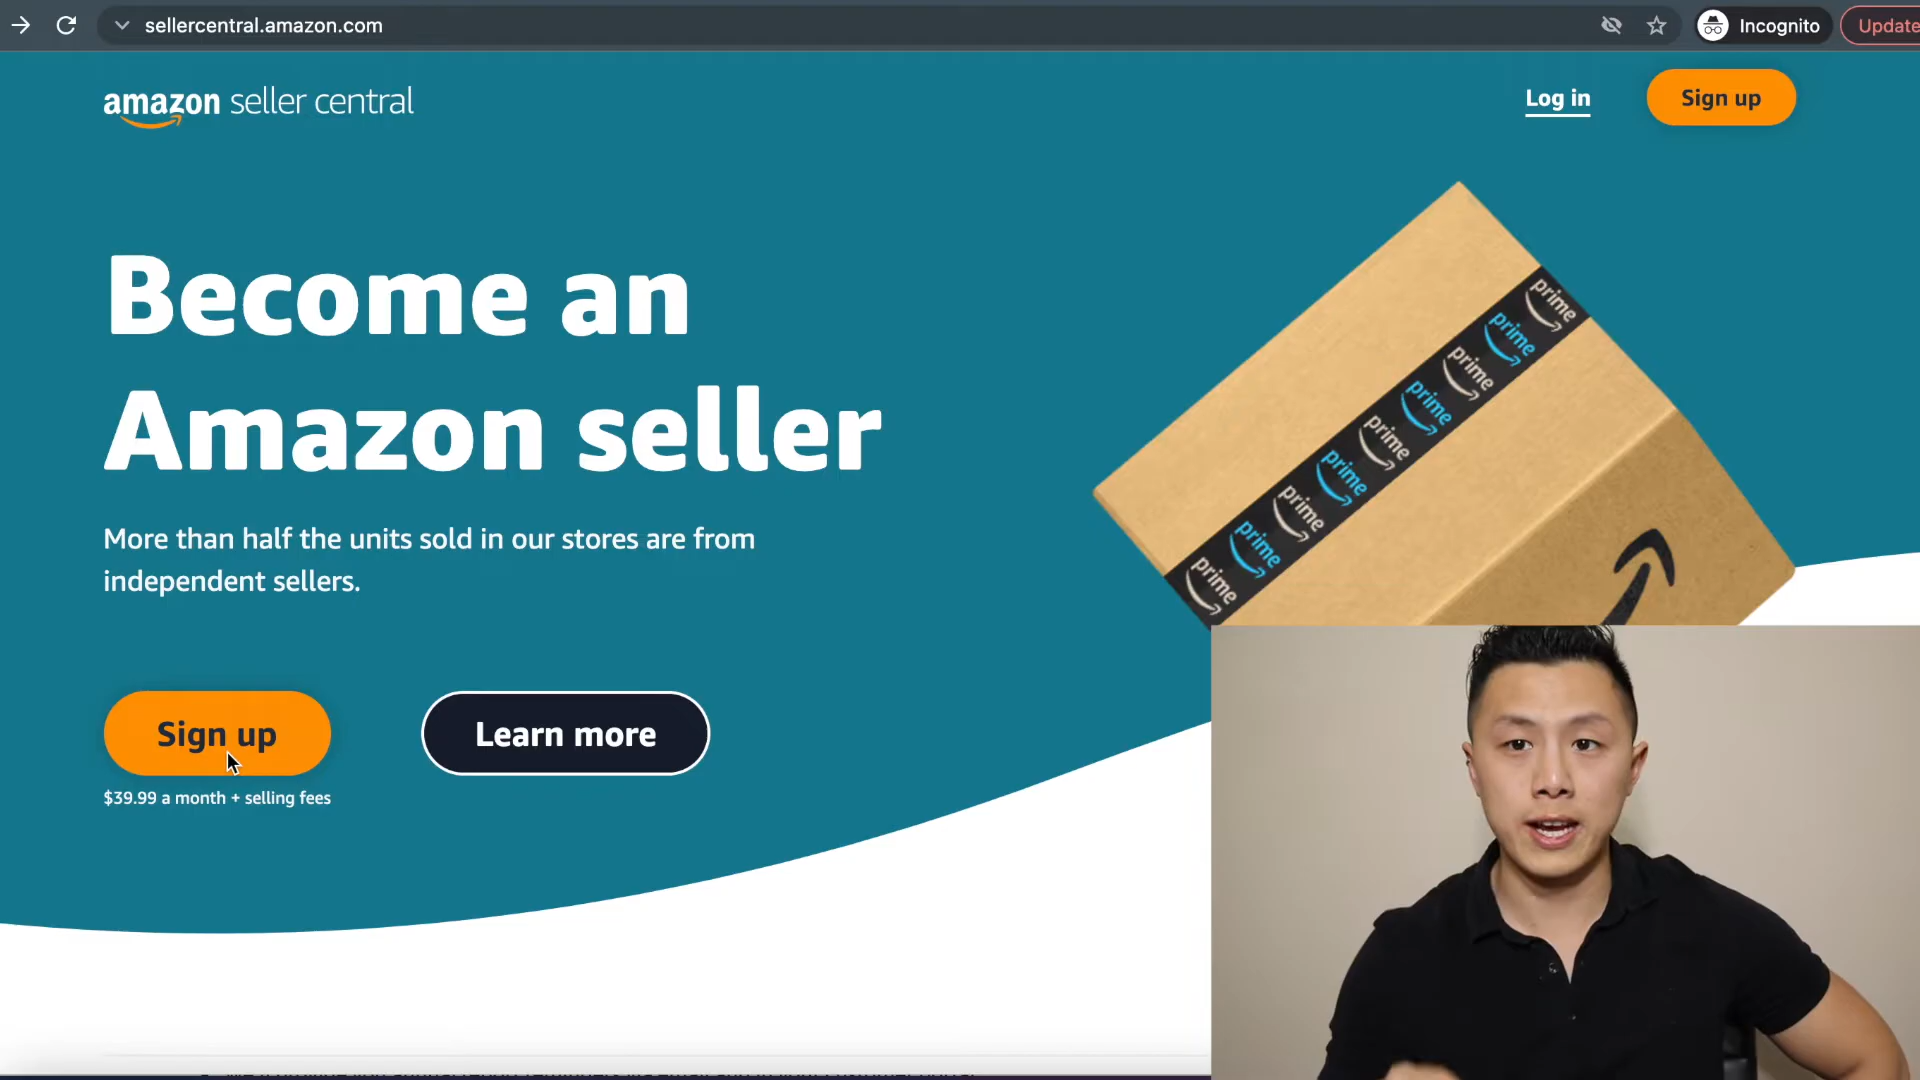 sellercentral.amazon.com
Incognito
Update
amazon seller central
Log in
Sign up
Become an
Amazon seller
More than half the units sold in our stores are from
independent sellers.
Sign up
Learn more
$39.99 a month + selling fees
prime
prime
prime
prime
prime
prime
prime
prime
prime